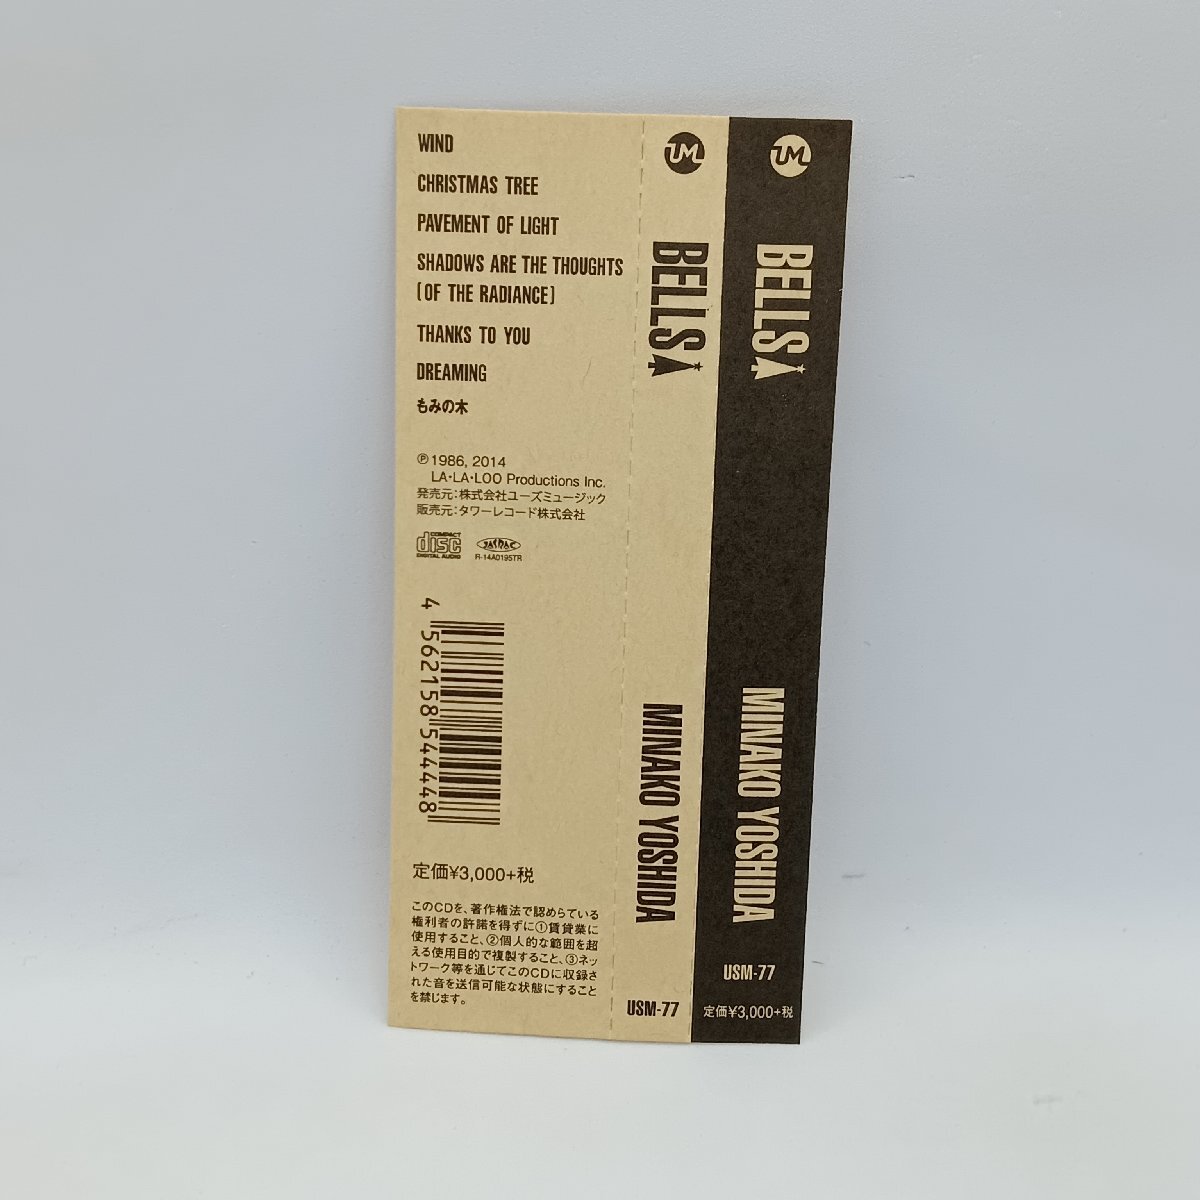 WIND
CHRISTMAS TREE
PAVEMENT OF LIGHT
SHADOWS ARE THE THOUGHTS
(OF THE RADIANCE)
THANKS TO YOU
DREAMING
もみの木
Ⓟ1986, 2014
LA・LA・LOO Productions Inc.
発売元:株式会社ユーズミュージック
販売元:タワーレコード株式会社
COMPACT
disc
DIGITAL AUDIO
JASRAC
R-14A0195TR
4 562158 544448
定価¥3,000+税
このCDを、著作権法で認めらている
権利者の許諾を得ずに①賃貸業に
使用すること、②個人的な範囲を超
える使用目的で複製すること、③ネッ
トワーク等を通じてこのCDに収録さ
れた音を送信可能な状態にすること
を禁じます。
UM
BELLS
MINAKO YOSHIDA
USM-77
UM
BELLS
MINAKO YOSHIDA
USM-77
定価¥3,000+税